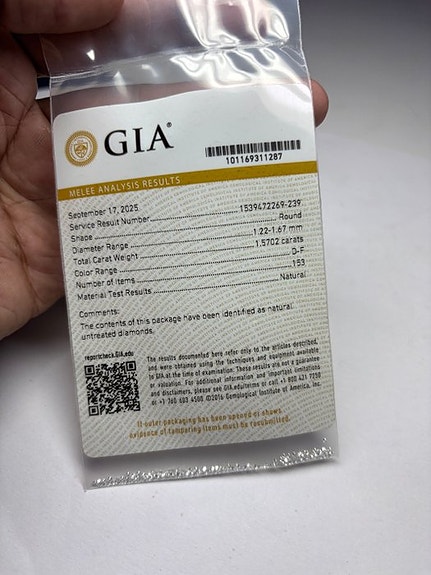 GIA®
101169311287
MELEE ANALYSIS RESULTS
September 17, 2025
Service Result Number 1539472269-239
Shape Round
Diameter Range 1.22-1.67 mm
Total Carat Weight 1.5702 carats
Color Range D-F
Number of Items 153
Material Test Results Natural
Comments:
The contents of this package have been identified as natural
untreated diamonds.
reportcheck.GIA.edu
The results documented here refer only to the articles described,
and were obtained using the techniques and equipment available
to GIA at the time of examination. These results are not a guarantee
or valuation. For additional information and important limitations
and disclaimers, please see GIA.edu/terms or call +1 800 421 7250
or +1 760 603 4500 ©2016 Gemological Institute of America, Inc.
If outer packaging has been opened or shows
evidence of tampering items must be resubmitted.